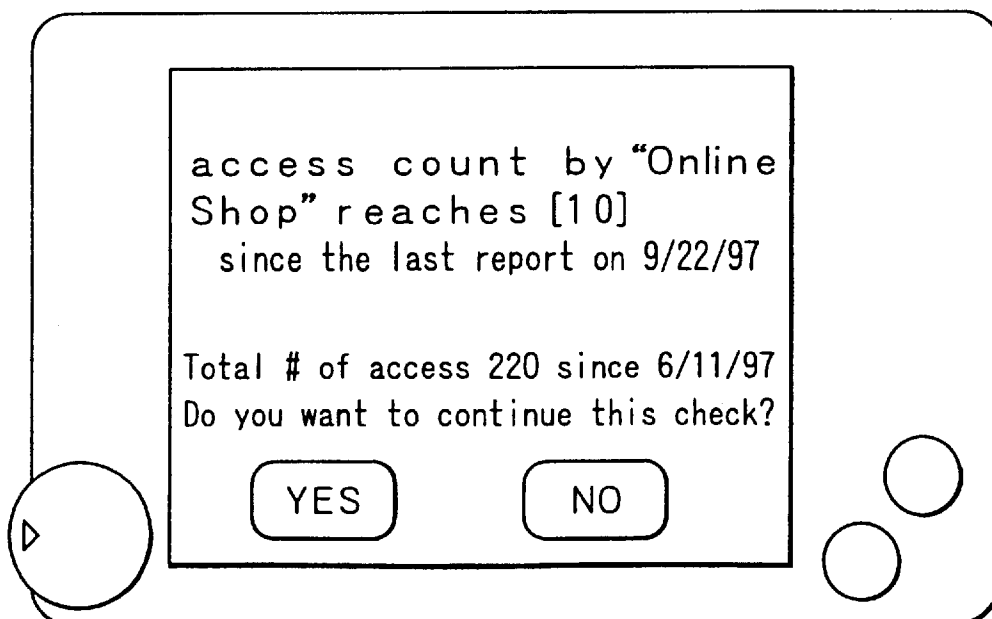 access count by “Online
Shop” reaches [10]
since the last report on 9/22/97
Total # of access 220 since 6/11/97
Do you want to continue this check?
YES NO